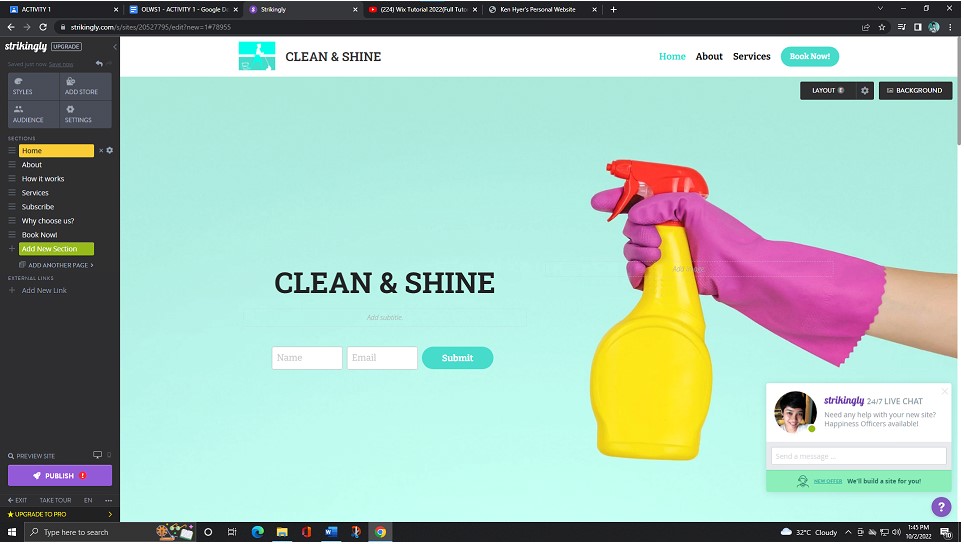 ACTIVITY 1
OLWS1 - ACTIVITY 1 - Google Do
Strikingly
(224) Wix Tutorial 2022(Full Tuto
Ken Hyer's Personal Website
strikingly.com/s/sites/20527795/edit?new=1#78955
strikingly UPGRADE
Saved just now. Save now.
STYLES
ADD STORE
AUDIENCE
SETTINGS
SECTIONS
Home
About
How it works
Services
Subscribe
Why choose us?
Book Now!
Add New Section
ADD ANOTHER PAGE >
EXTERNAL LINKS
Add New Link
PREVIEW SITE
PUBLISH !
EXIT TAKE TOUR EN ...
UPGRADE TO PRO >
CLEAN & SHINE
Home About Services Book Now!
LAYOUT E
BACKGROUND
CLEAN & SHINE
Add subtitle.
Name
Email
Submit
strikingly 24/7 LIVE CHAT
Need any help with your new site?
Happiness Officers available!
Send a message ...
NEW OFFER We'll build a site for you!
?
Type here to search
32°C Cloudy
1:45 PM
10/2/2022